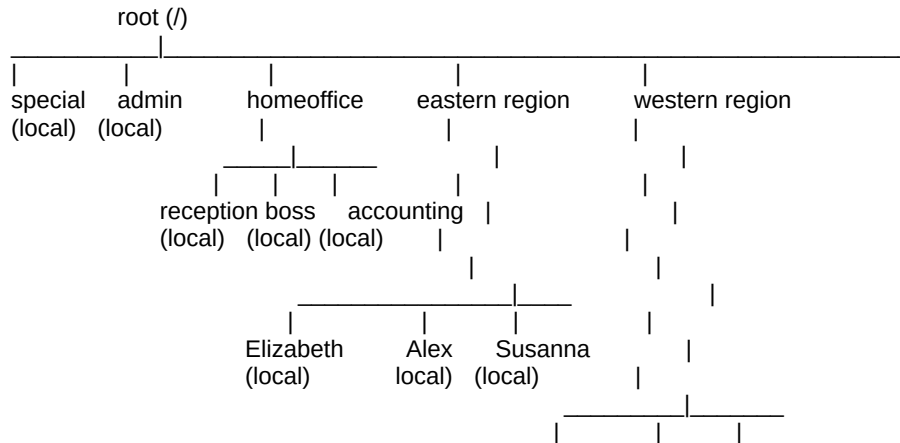 root (/)
special admin homeoffice eastern region western region
(local) (local)
reception boss accounting
(local) (local) (local)
Elizabeth Alex Susanna
(local) local) (local)